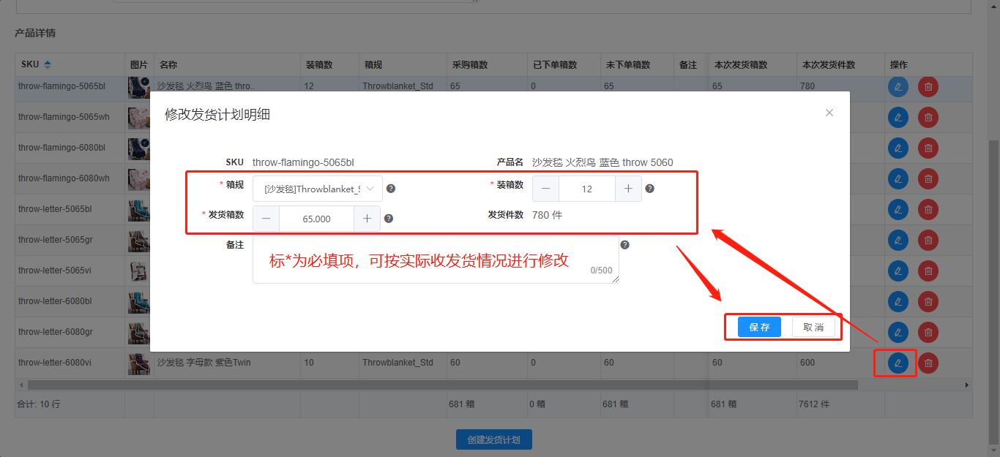 产品详情
SKU 图片 名称 装箱数 箱规 采购箱数 已下单箱数 未下单箱数 备注 本次发货箱数 本次发货件数 操作
throw-flamingo-5065bl 沙发毯 火烈鸟 蓝色 thro.. 12 Throwblanket_Std 65 0 65 65 780
throw-flamingo-5065wh
throw-flamingo-6080bl
throw-flamingo-6080wh
throw-letter-5065bl
throw-letter-5065gr
throw-letter-5065vi
throw-letter-6080bl
throw-letter-6080gr
throw-letter-6080vi 沙发毯 字母款 紫色Twin 10 Throwblanket_Std 60 0 60 60 600
合计: 10 行 681 箱 0 箱 681 箱 681 箱 7612 件
创建发货计划
修改发货计划明细
SKU throw-flamingo-5065bl 产品名 沙发毯 火烈鸟 蓝色 throw 5060
* 箱规 [沙发毯]Throwblanket_S * 装箱数 12
* 发货箱数 65.000 发货件数 780 件
备注
标*为必填项，可按实际收发货情况进行修改
0/500
保存 取消